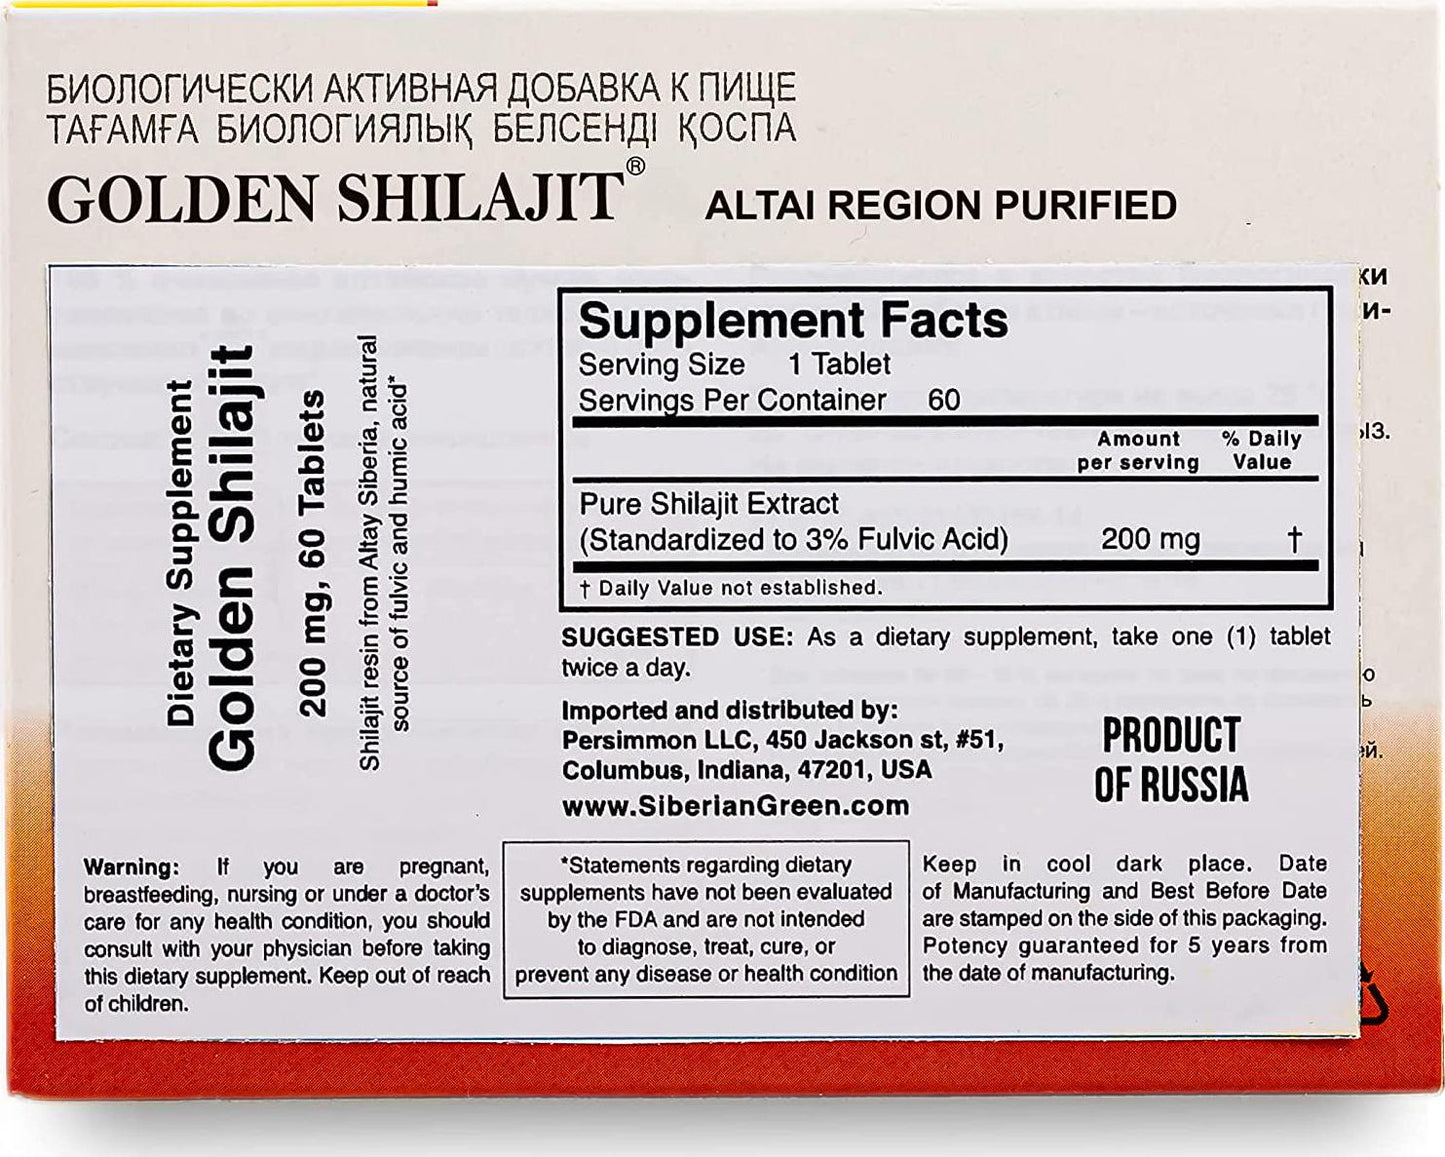 БИОЛОГИЧЕСКИ АКТИВНАЯ ДОБАВКА К ПИЩЕ
ТАҒАМҒА БИОЛОГИЯЛЫҚ БЕЛСЕНДІ ҚОСПА
GOLDEN SHILAJIT® ALTAI REGION PURIFIED
Dietary Supplement
Golden Shilajit
200 mg, 60 Tablets
Shilajit resin from Altay Siberia, natural
source of fulvic and humic acid*
Supplement Facts
Serving Size 1 Tablet
Servings Per Container 60
Amount % Daily
per serving Value
Pure Shilajit Extract
(Standardized to 3% Fulvic Acid) 200 mg †
† Daily Value not established.
SUGGESTED USE: As a dietary supplement, take one (1) tablet
twice a day.
Imported and distributed by:
Persimmon LLC, 450 Jackson st, #51,
Columbus, Indiana, 47201, USA
www.SiberianGreen.com
PRODUCT
OF RUSSIA
Warning: If you are pregnant,
breastfeeding, nursing or under a doctor's
care for any health condition, you should
consult with your physician before taking
this dietary supplement. Keep out of reach
of children.
*Statements regarding dietary
supplements have not been evaluated
by the FDA and are not intended
to diagnose, treat, cure, or
prevent any disease or health condition
Keep in cool dark place. Date
of Manufacturing and Best Before Date
are stamped on the side of this packaging.
Potency guaranteed for 5 years from
the date of manufacturing.